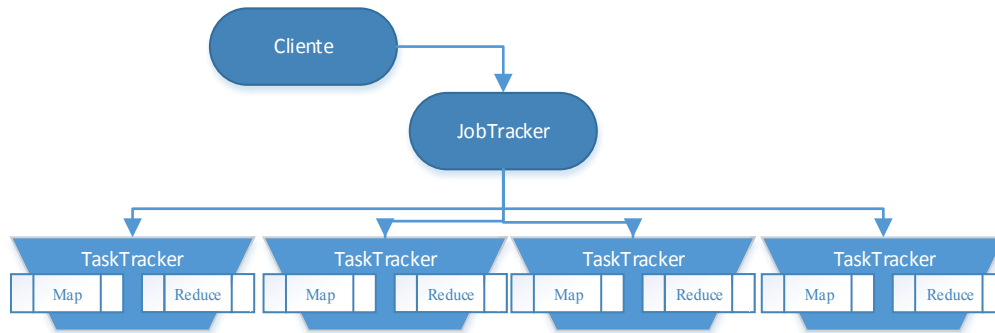 Cliente
JobTracker
TaskTracker TaskTracker TaskTracker TaskTracker
Map Reduce Map Reduce Map Reduce Map Reduce